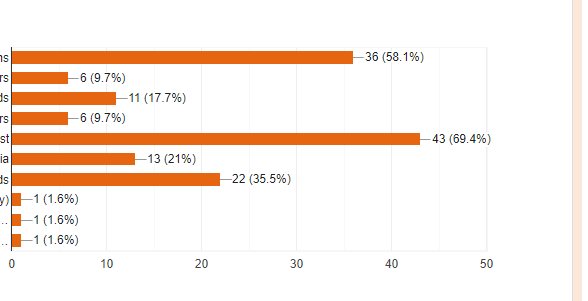 ns 36 (58.1%)
rs 6 (9.7%)
ds 11 (17.7%)
rs 6 (9.7%)
st 43 (69.4%)
ia 13 (21%)
ds 22 (35.5%)
y) 1 (1.6%)
... 1 (1.6%)
... 1 (1.6%)
0 10 20 30 40 50